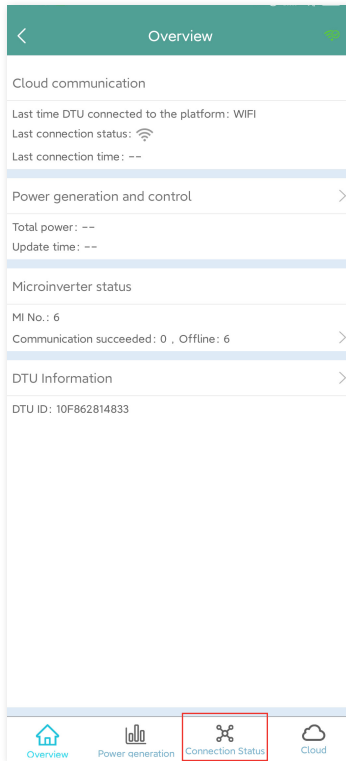 Overview
Cloud communication
Last time DTU connected to the platform: WIFI
Last connection status:
Last connection time: --
Power generation and control
Total power: --
Update time: --
Microinverter status
MI No.: 6
Communication succeeded: 0 , Offline: 6
DTU Information
DTU ID: 10F862814833
Overview
Power generation
Connection Status
Cloud